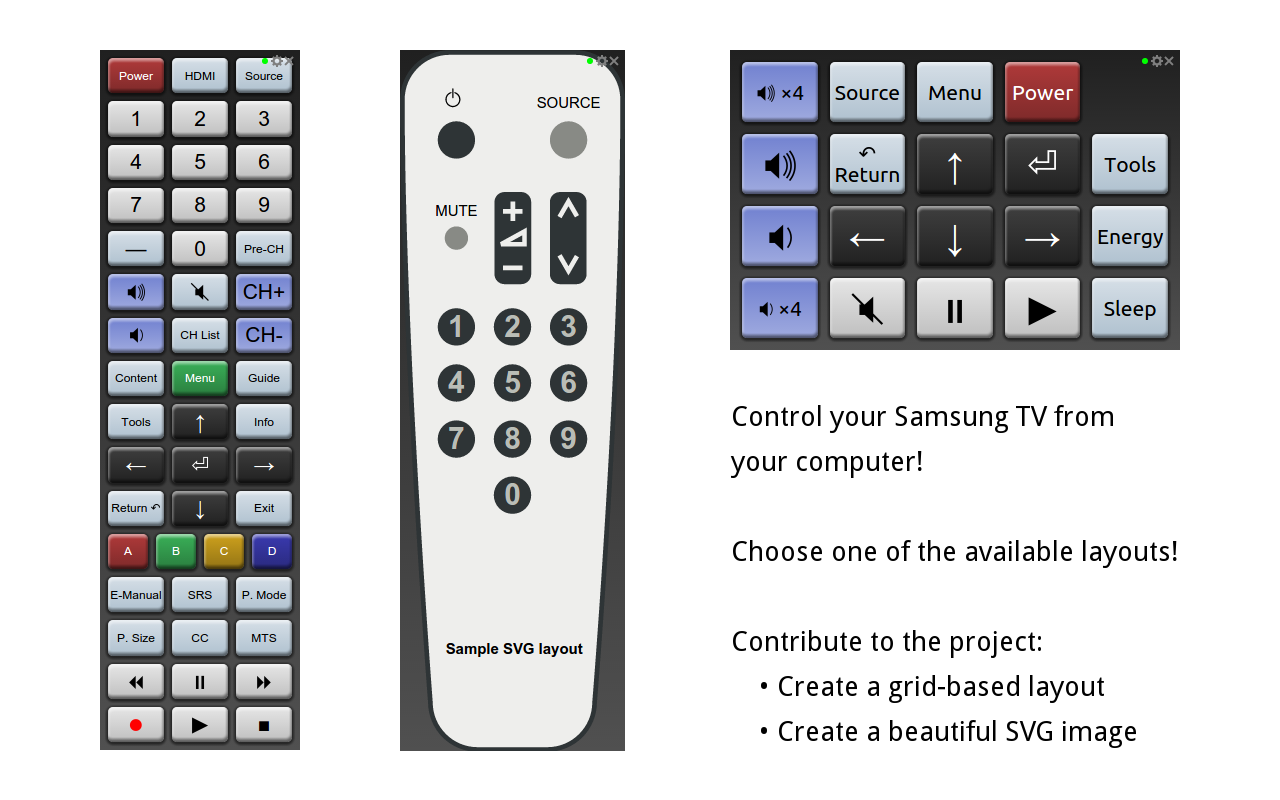 Power HDMI Source
1 2 3
4 5 6
7 8 9
— 0 Pre-CH
CH+
CH List CH-
Content Menu Guide
Tools ↑ Info
← ⏎ →
Return ↶ ↓ Exit
A B C D
E-Manual SRS P. Mode
P. Size CC MTS
SOURCE
MUTE
+
−
1 2 3
4 5 6
7 8 9
0
Sample SVG layout
×4 Source Menu Power
↶
Return ↑ ⏎ Tools
← ↓ → Energy
×4 Sleep
Control your Samsung TV from
your computer!
Choose one of the available layouts!
Contribute to the project:
• Create a grid-based layout
• Create a beautiful SVG image